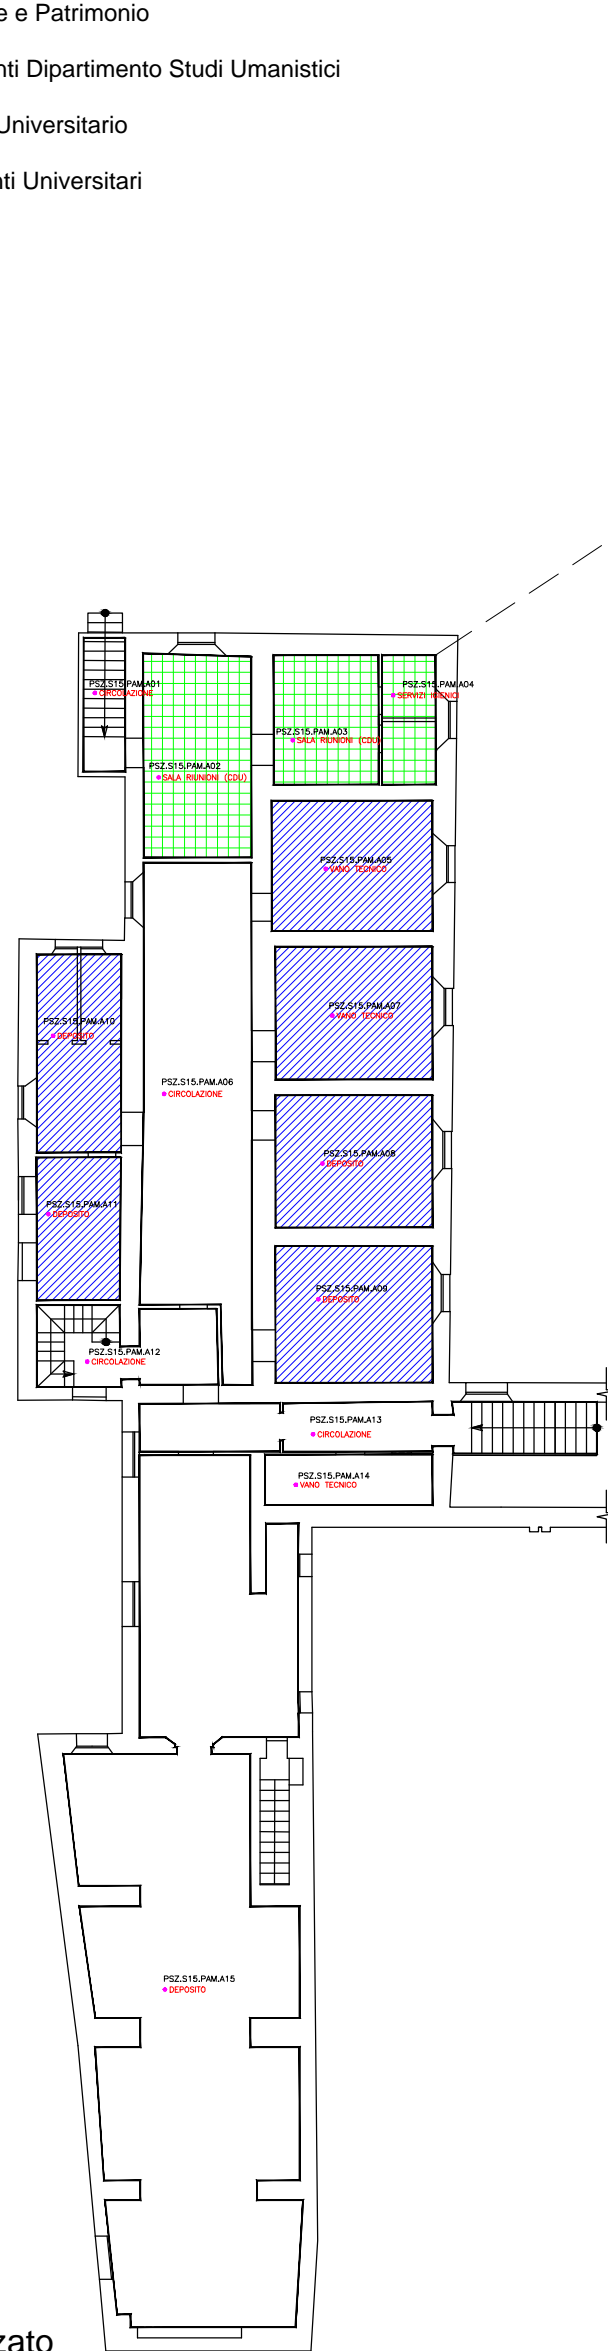 e e Patrimonio
nti Dipartimento Studi Umanistici
Universitario
nti Universitari
PSZ.S15.PAM.A01
CIRCOLAZIONE
PSZ.S15.PAM.A04
SERVIZI IGIENICI
PSZ.S15.PAM.A03
SALA RIUNIONI (CDU)
PSZ.S15.PAM.A02
SALA RIUNIONI (CDU)
PSZ.S15.PAM.A05
VANO TECNICO
PSZ.S15.PAM.A07
VANO TECNICO
PSZ.S15.PAM.A10
DEPOSITO
PSZ.S15.PAM.A06
CIRCOLAZIONE
PSZ.S15.PAM.A08
DEPOSITO
PSZ.S15.PAM.A11
DEPOSITO
PSZ.S15.PAM.A09
DEPOSITO
PSZ.S15.PAM.A12
CIRCOLAZIONE
PSZ.S15.PAM.A13
CIRCOLAZIONE
PSZ.S15.PAM.A14
VANO TECNICO
PSZ.S15.PAM.A15
DEPOSITO
zato